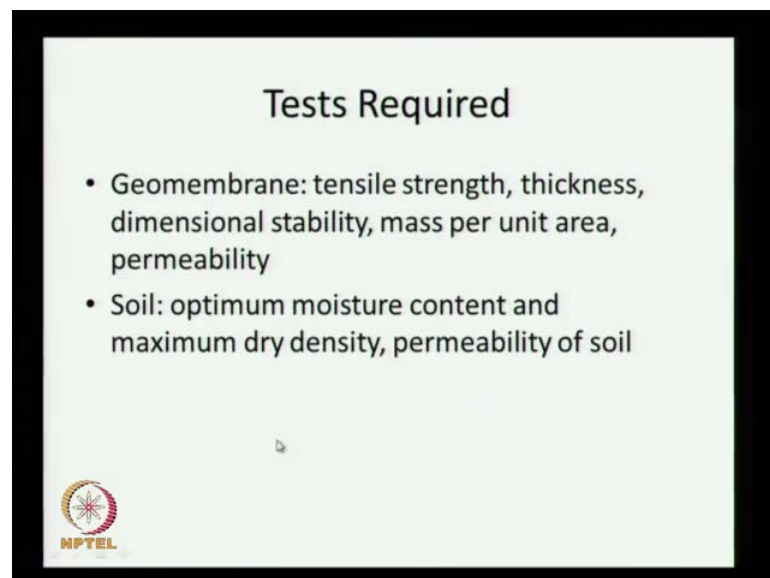 Tests Required
• Geomembrane: tensile strength, thickness,
dimensional stability, mass per unit area,
permeability
• Soil: optimum moisture content and
maximum dry density, permeability of soil
NPTEL